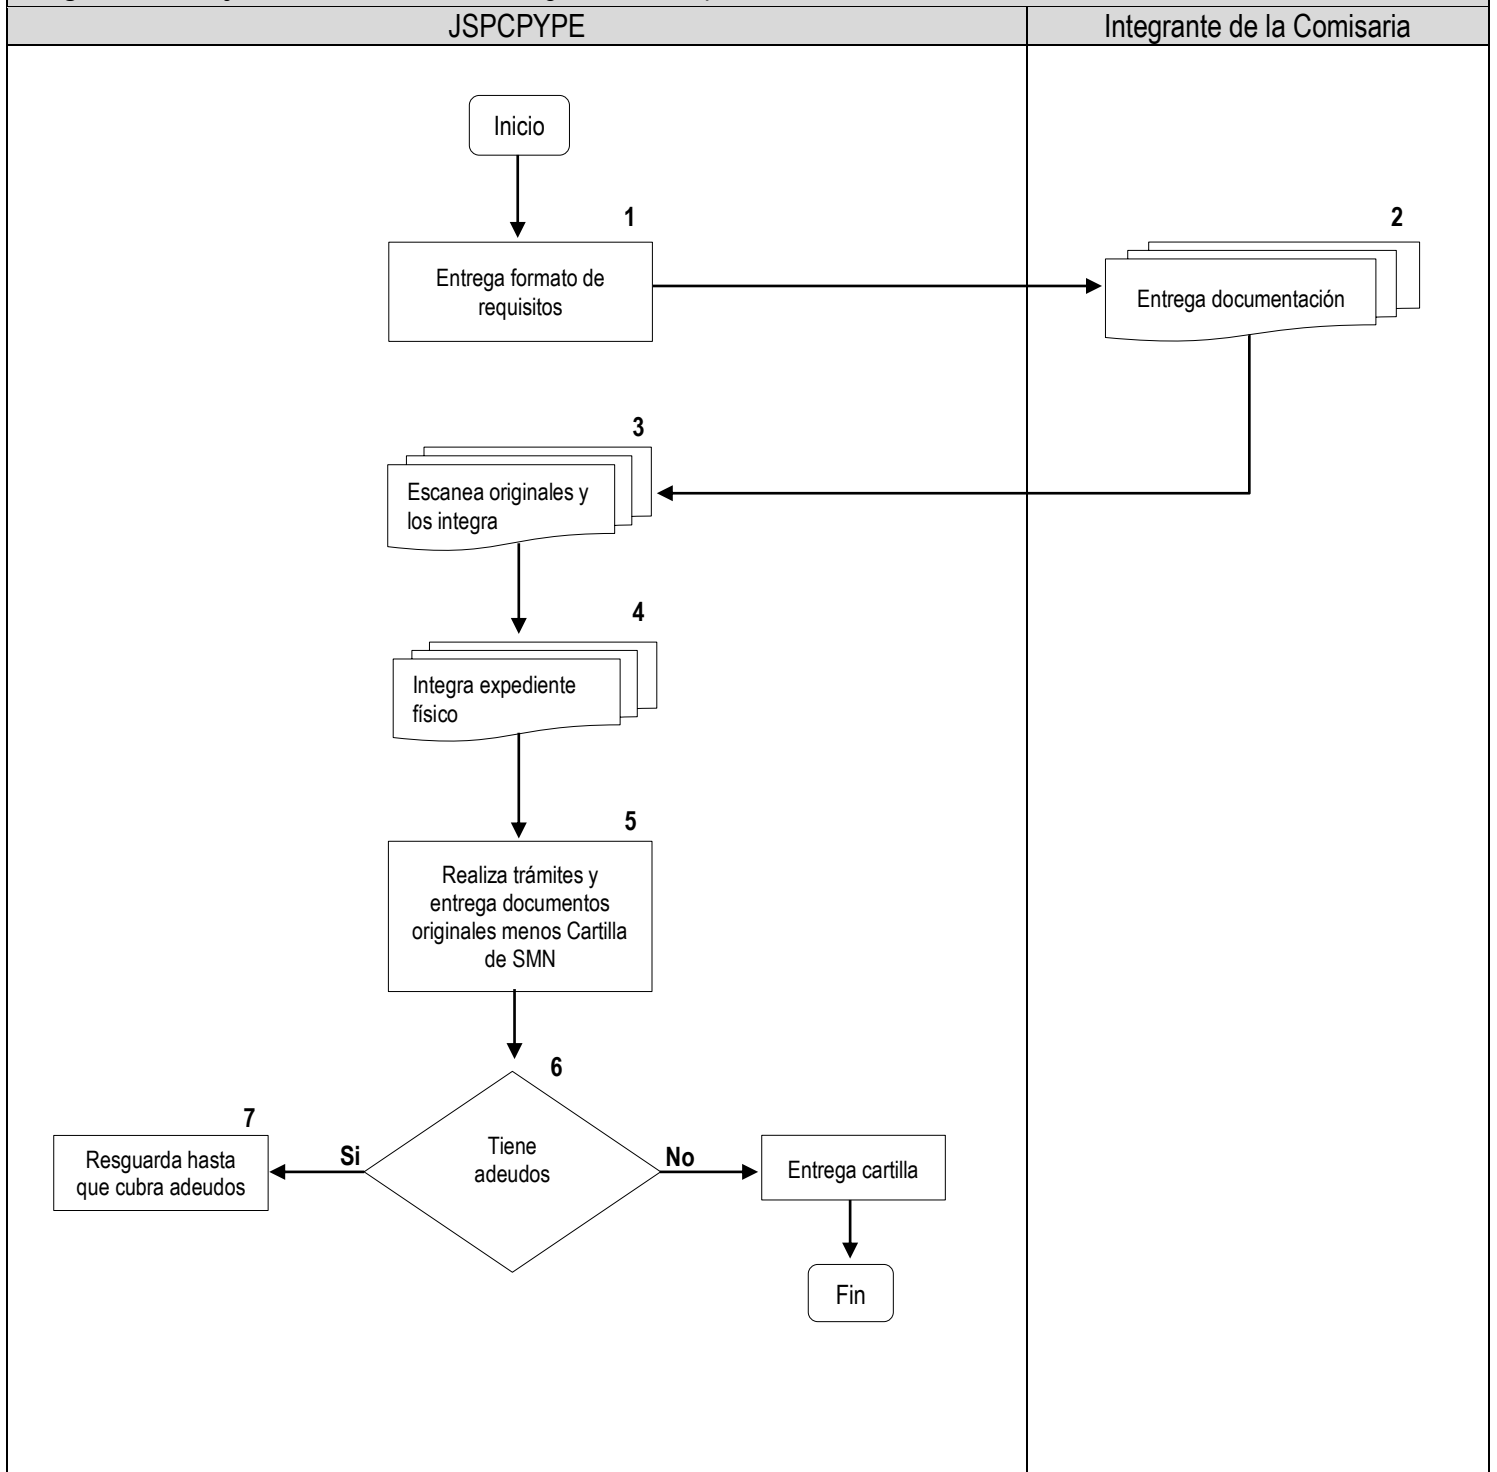 JSPCPYPE
Integrante de la Comisaria
Inicio
1
Entrega formato de
requisitos
2
Entrega documentación
3
Escanea originales y
los integra
4
Integra expediente
físico
5
Realiza trámites y
entrega documentos
originales menos Cartilla
de SMN
6
Tiene
adeudos
Si
No
7
Resguarda hasta
que cubra adeudos
Entrega cartilla
Fin